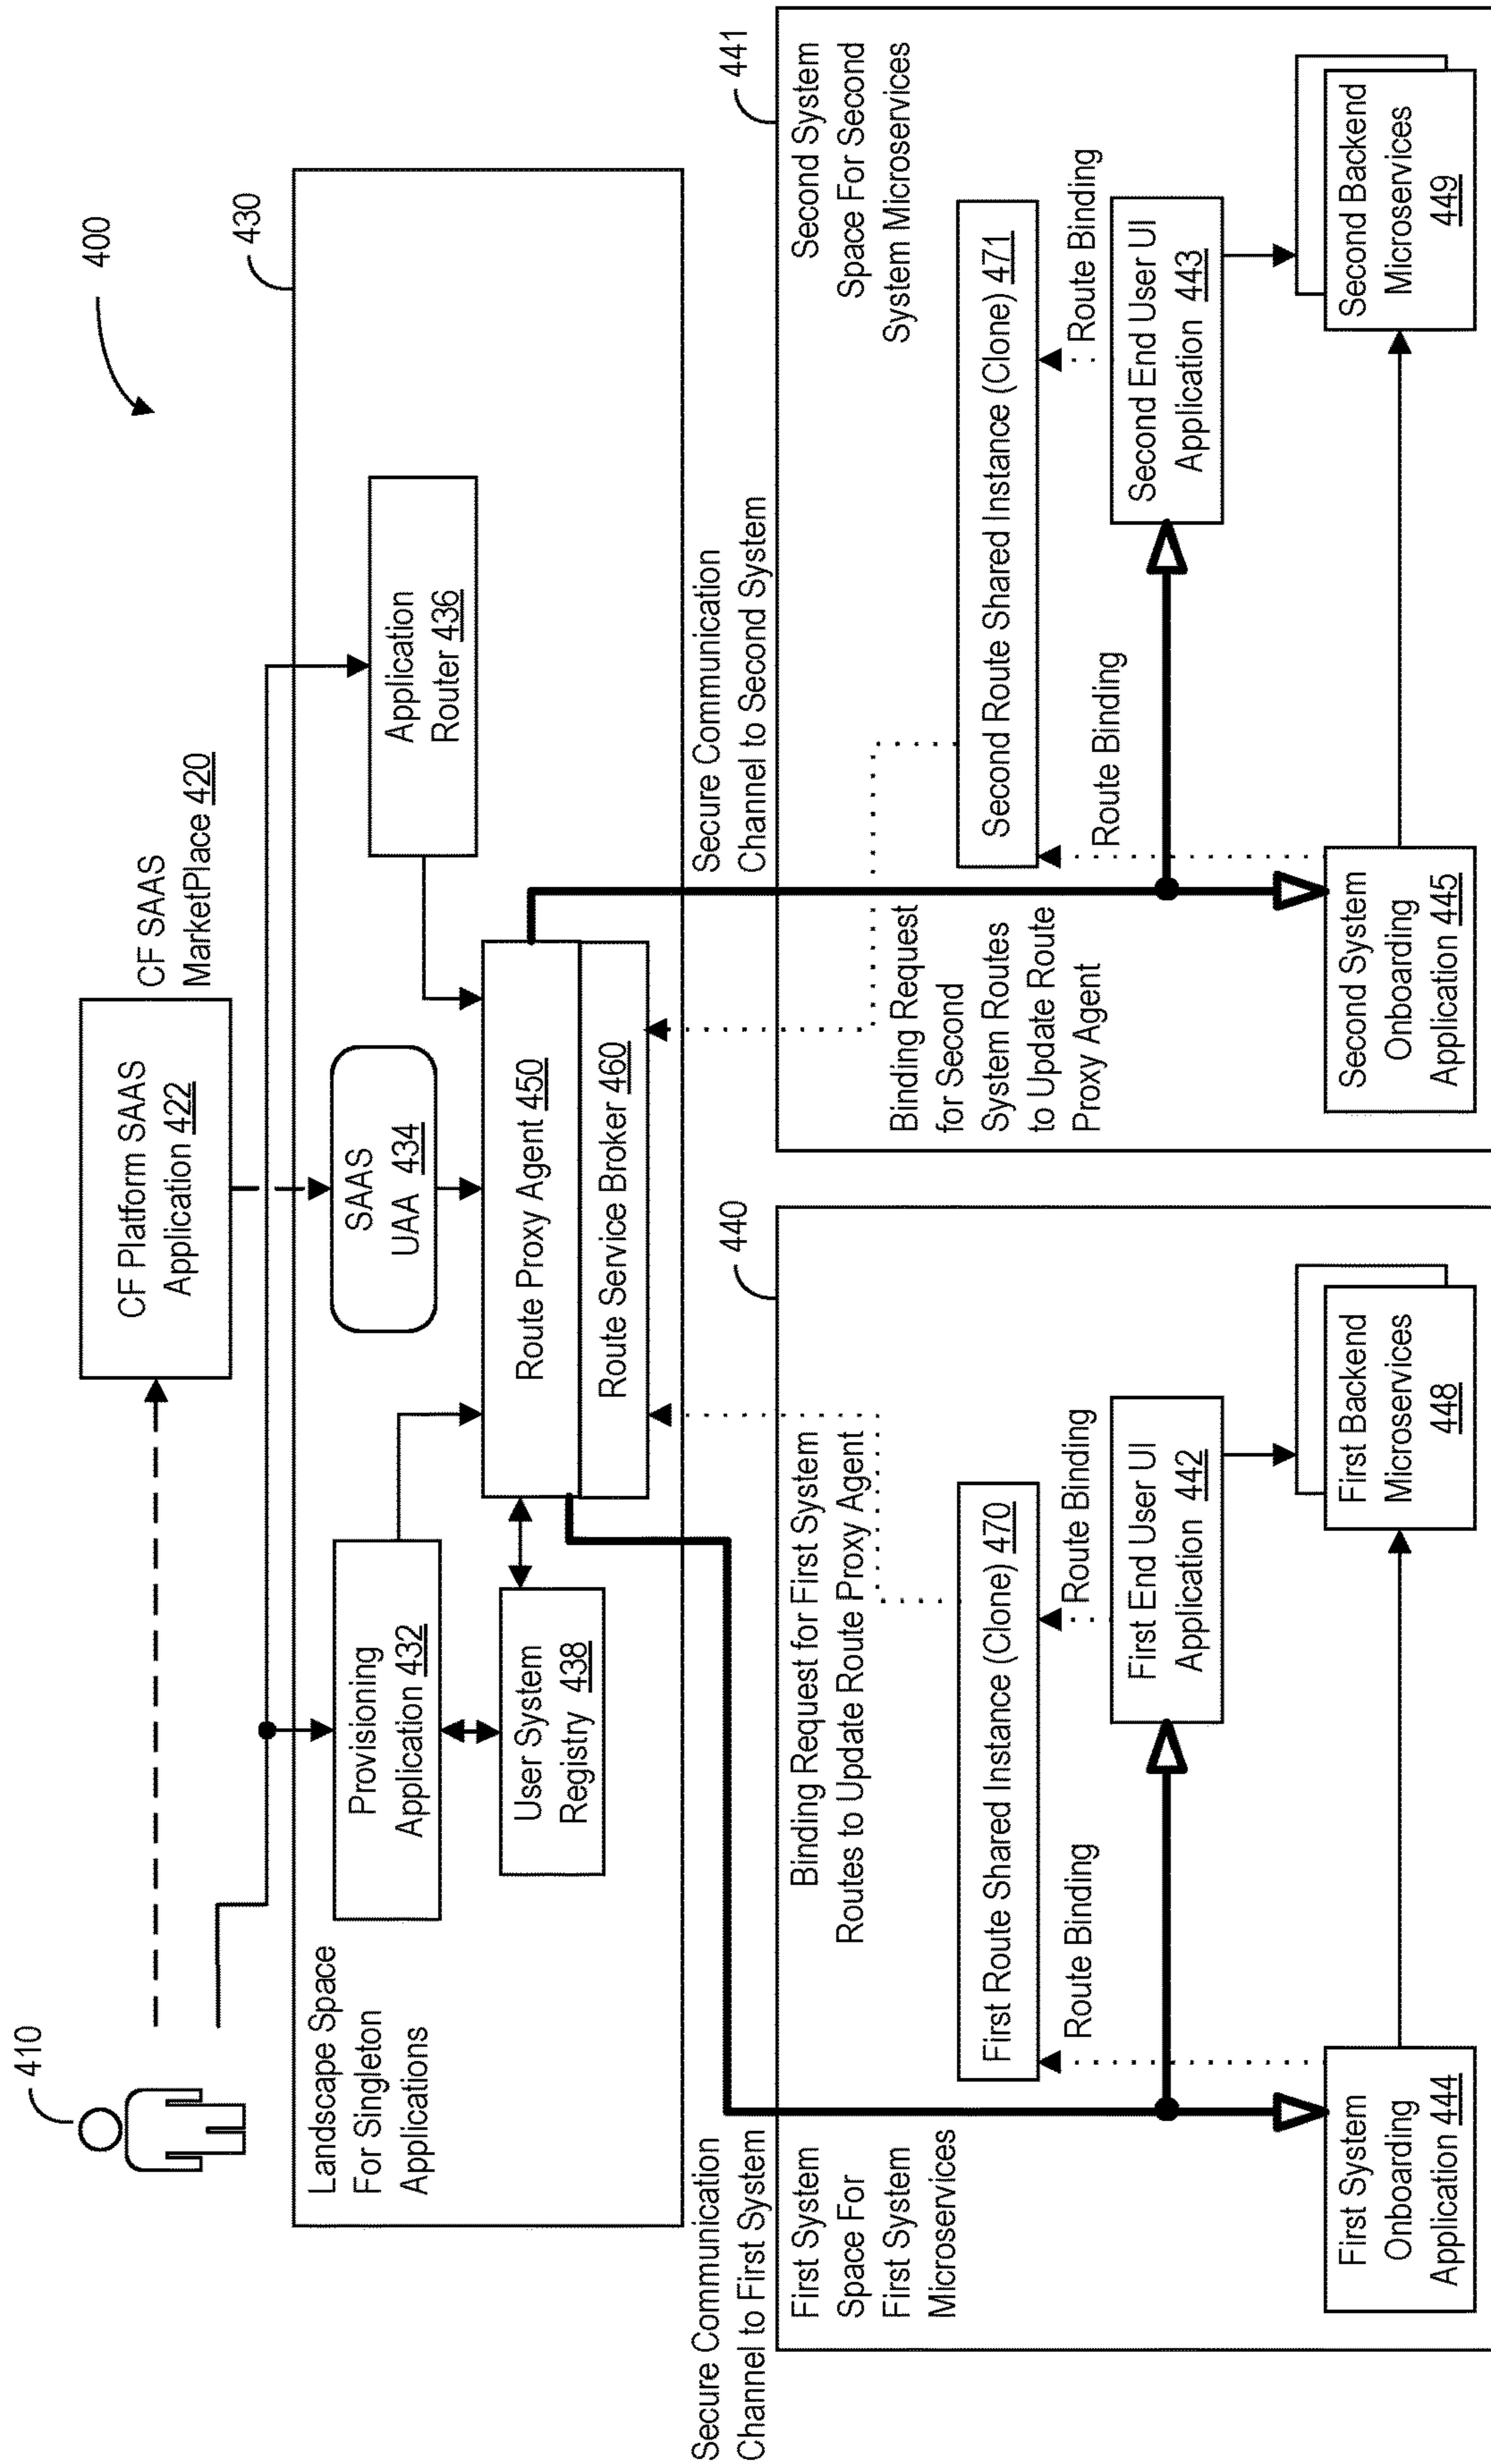 400
410
CF Platform SAAS
Application 422
CF SAAS
MarketPlace 420
430
Landscape Space
For Singleton
Applications
Provisioning
Application 432
SAAS
UAA 434
Application
Router 436
User System
Registry 438
Route Proxy Agent 450
Route Service Broker 460
Secure Communication
Channel to First System
Secure Communication
Channel to Second System
440
First System
Space For
First System
Microservices
Binding Request for First System
Routes to Update Route Proxy Agent
First Route Shared Instance (Clone) 470
Route Binding
Route Binding
First End User UI
Application 442
First System
Onboarding
Application 444
First Backend
Microservices
448
441
Second System
Space For Second
System Microservices
Binding Request
for Second
System Routes
to Update Route
Proxy Agent
Second Route Shared Instance (Clone) 471
Route Binding
Route Binding
Second End User UI
Application 443
Second System
Onboarding
Application 445
Second Backend
Microservices
449